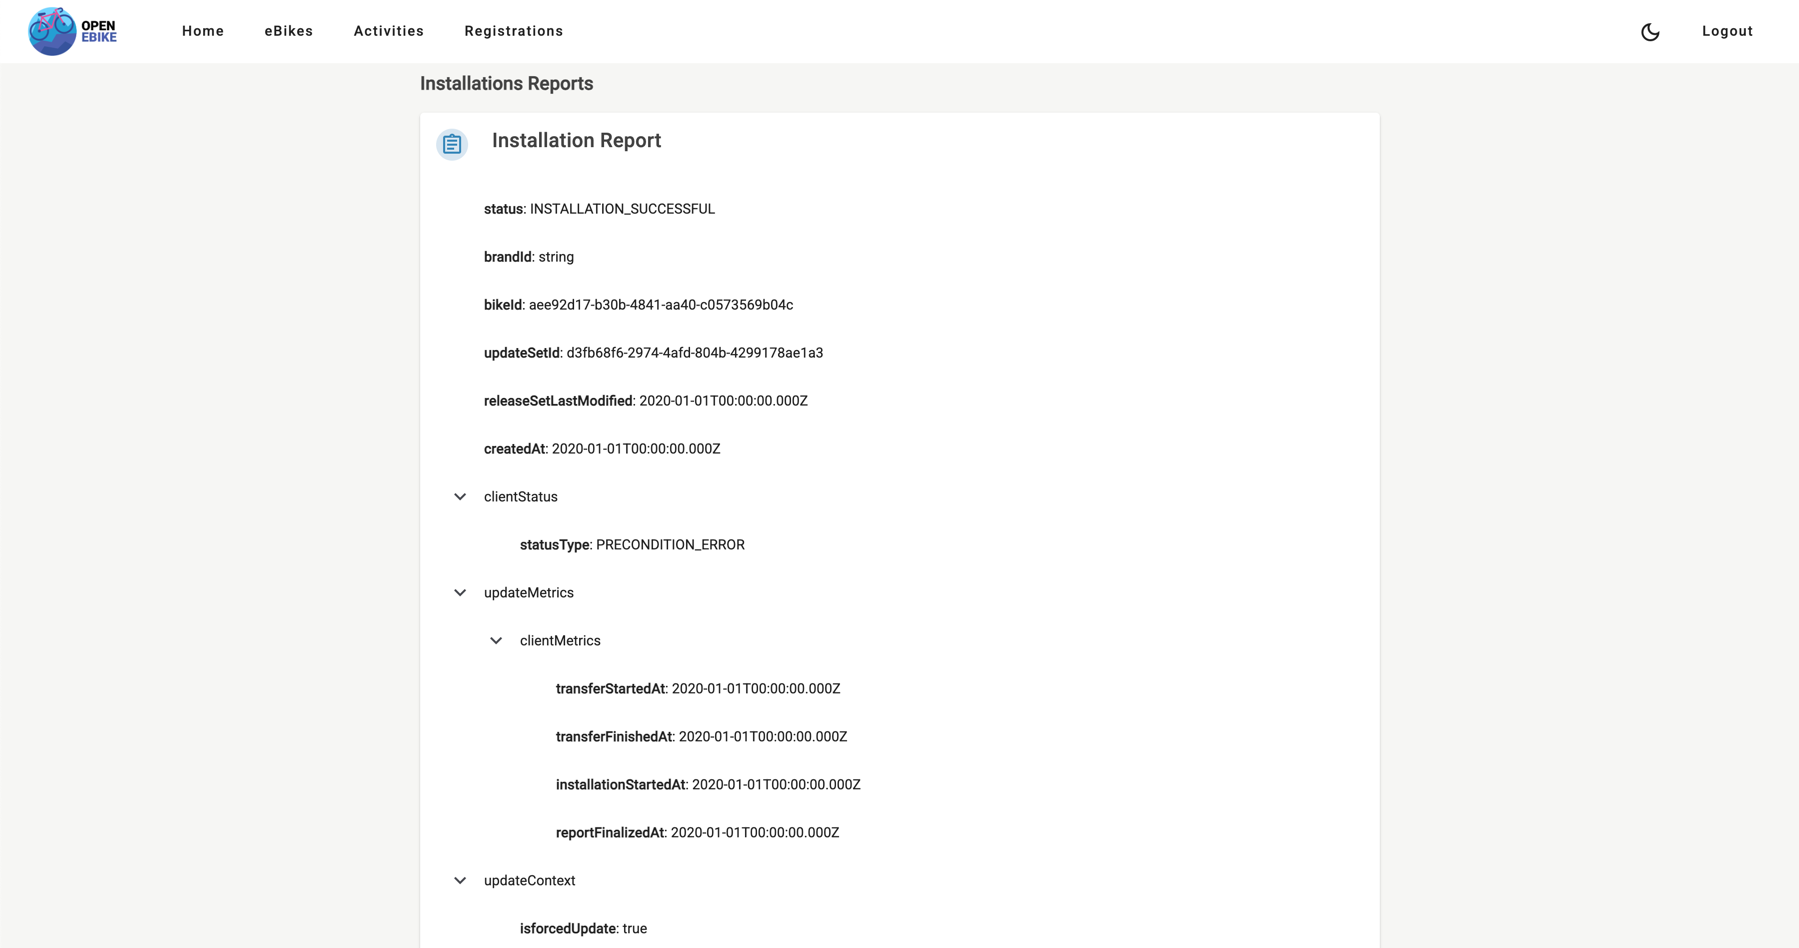 OPEN
EBIKE
Home
eBikes
Activities
Registrations
Logout
Installations Reports
Installation Report
status: INSTALLATION_SUCCESSFUL
brandId: string
bikeId: aee92d17-b30b-4841-aa40-c0573569b04c
updateSetId: d3fb68f6-2974-4afd-804b-4299178ae1a3
releaseSetLastModified: 2020-01-01T00:00:00.000Z
createdAt: 2020-01-01T00:00:00.000Z
clientStatus
statusType: PRECONDITION_ERROR
updateMetrics
clientMetrics
transferStartedAt: 2020-01-01T00:00:00.000Z
transferFinishedAt: 2020-01-01T00:00:00.000Z
installationStartedAt: 2020-01-01T00:00:00.000Z
reportFinalizedAt: 2020-01-01T00:00:00.000Z
updateContext
isforcedUpdate: true